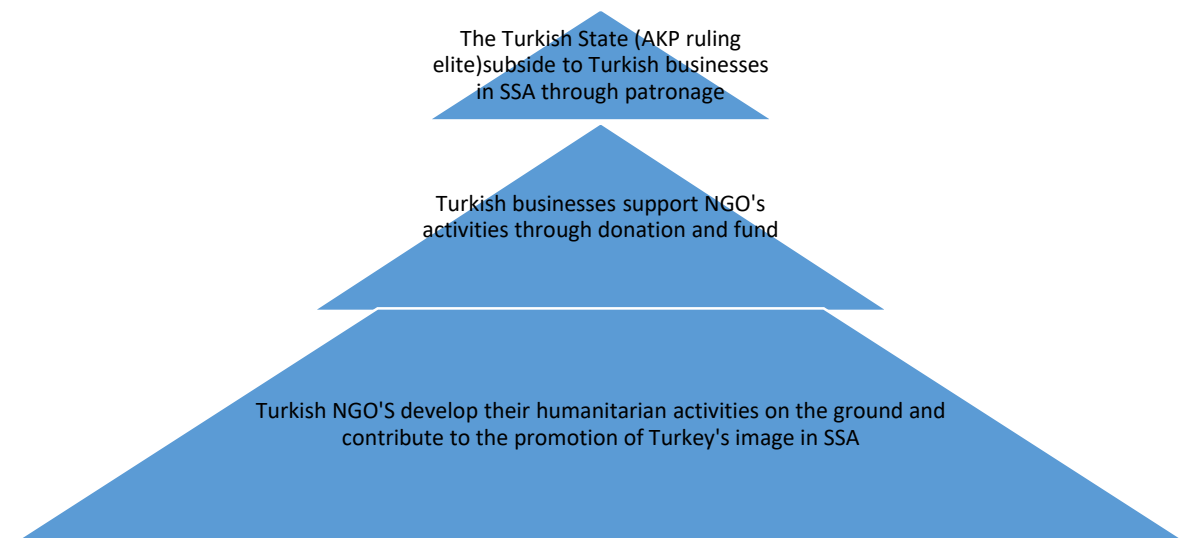 The Turkish State (AKP ruling
elite)subside to Turkish businesses
in SSA through patronage
Turkish businesses support NGO's
activities through donation and fund
Turkish NGO'S develop their humanitarian activities on the ground and
contribute to the promotion of Turkey's image in SSA